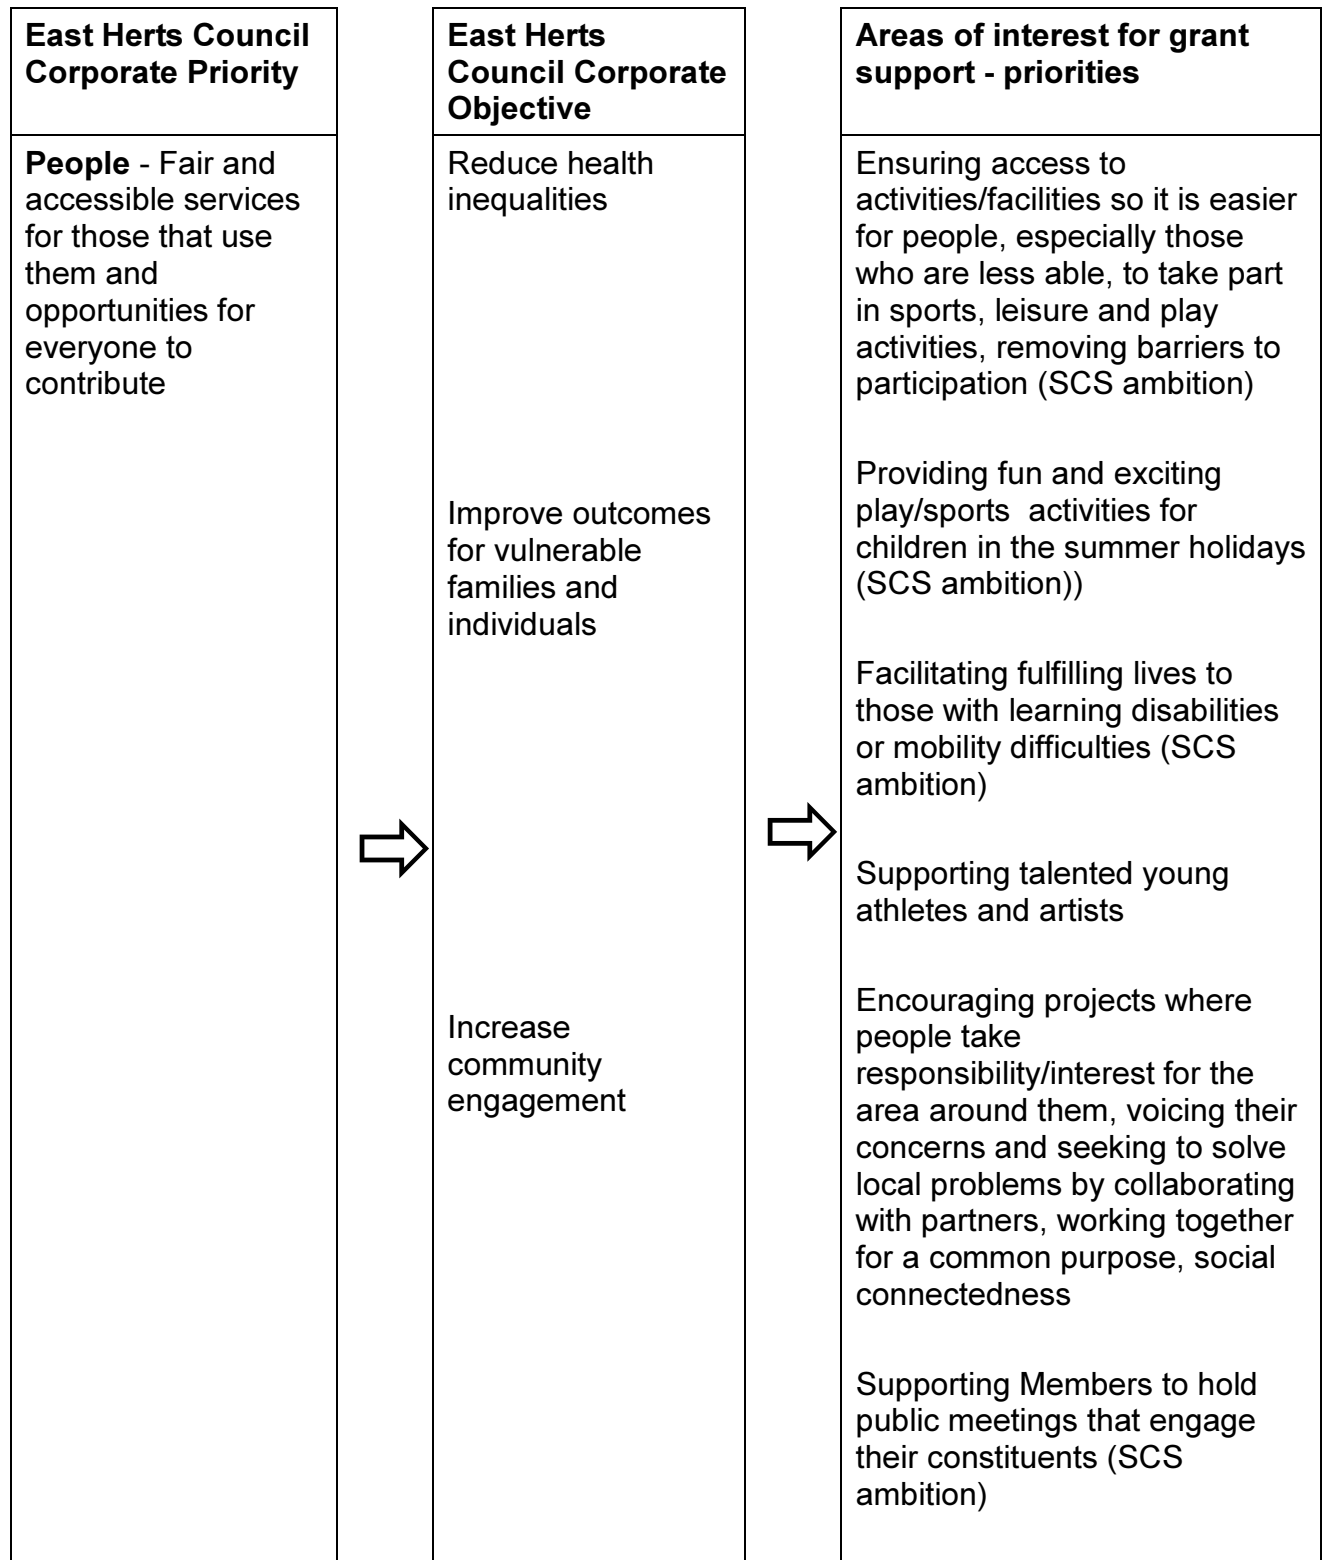 East Herts Council
Corporate Priority
People - Fair and
accessible services
for those that use
them and
opportunities for
everyone to
contribute
East Herts
Council Corporate
Objective
Reduce health
inequalities
Improve outcomes
for vulnerable
families and
individuals
Increase
community
engagement
Areas of interest for grant
support - priorities
Ensuring access to
activities/facilities so it is easier
for people, especially those
who are less able, to take part
in sports, leisure and play
activities, removing barriers to
participation (SCS ambition)
Providing fun and exciting
play/sports  activities for
children in the summer holidays
(SCS ambition))
Facilitating fulfilling lives to
those with learning disabilities
or mobility difficulties (SCS
ambition)
Supporting talented young
athletes and artists
Encouraging projects where
people take
responsibility/interest for the
area around them, voicing their
concerns and seeking to solve
local problems by collaborating
with partners, working together
for a common purpose, social
connectedness
Supporting Members to hold
public meetings that engage
their constituents (SCS
ambition)